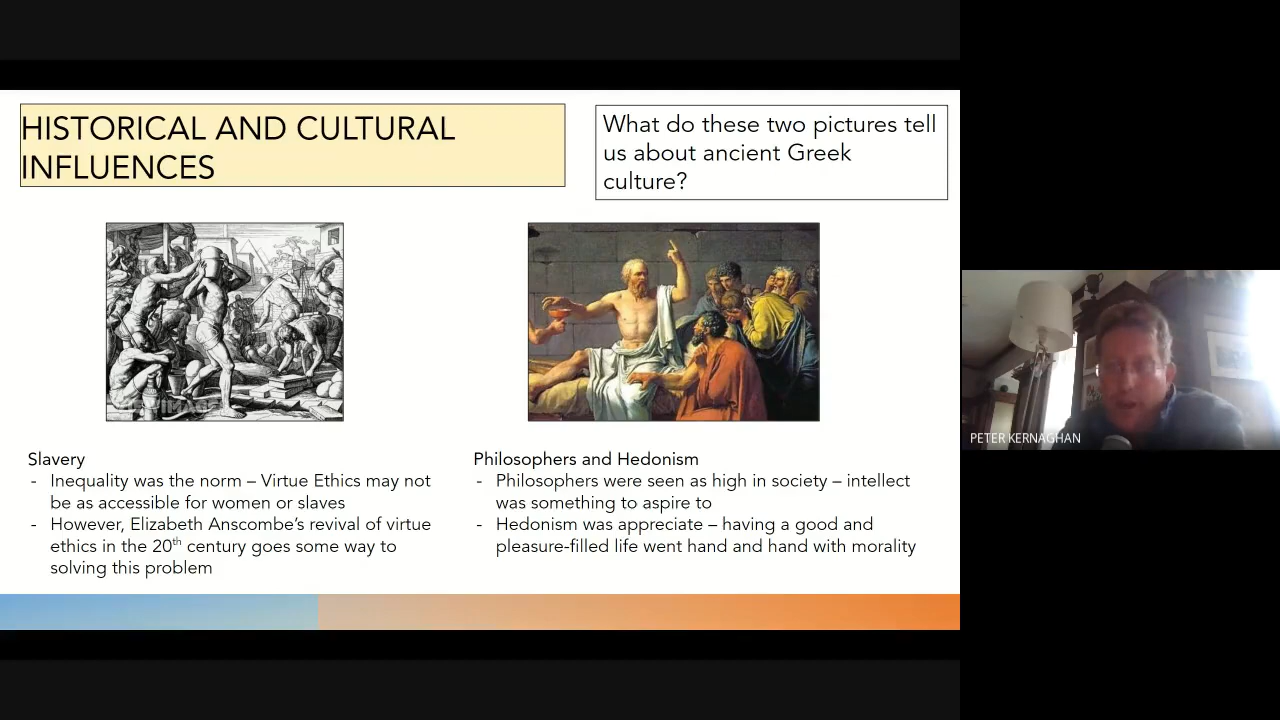 HISTORICAL AND CULTURAL
INFLUENCES
What do these two pictures tell
us about ancient Greek
culture?
Slavery
- Inequality was the norm – Virtue Ethics may not
be as accessible for women or slaves
- However, Elizabeth Anscombe's revival of virtue
ethics in the 20th century goes some way to
solving this problem
Philosophers and Hedonism
- Philosophers were seen as high in society – intellect
was something to aspire to
- Hedonism was appreciate – having a good and
pleasure-filled life went hand and hand with morality
PETER KERNAGHAN